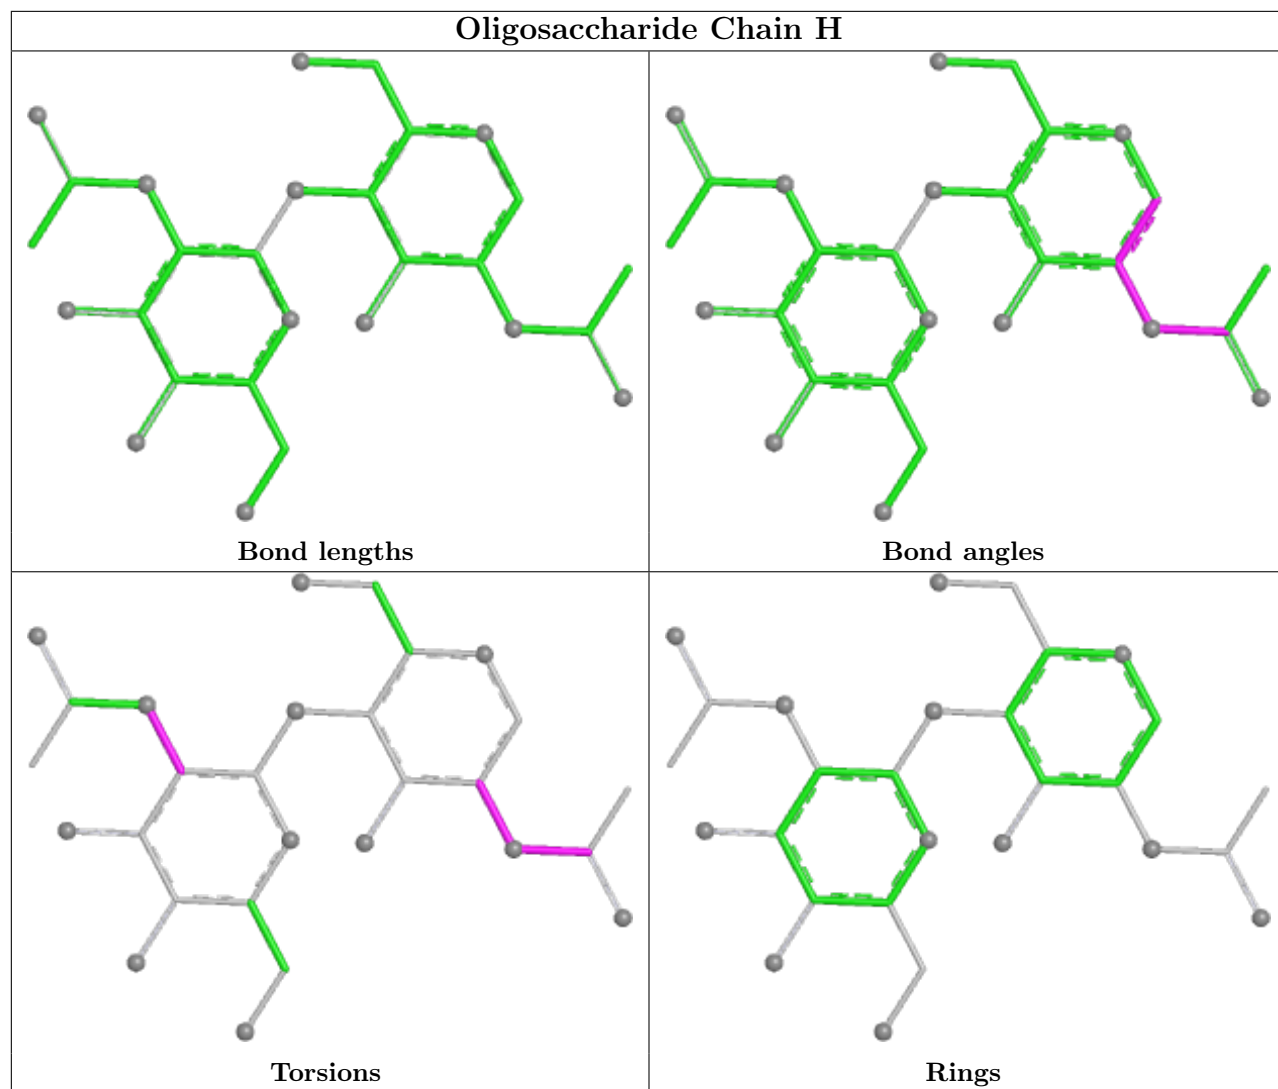 Oligosaccharide Chain H
Bond lengths
Bond angles
Torsions
Rings